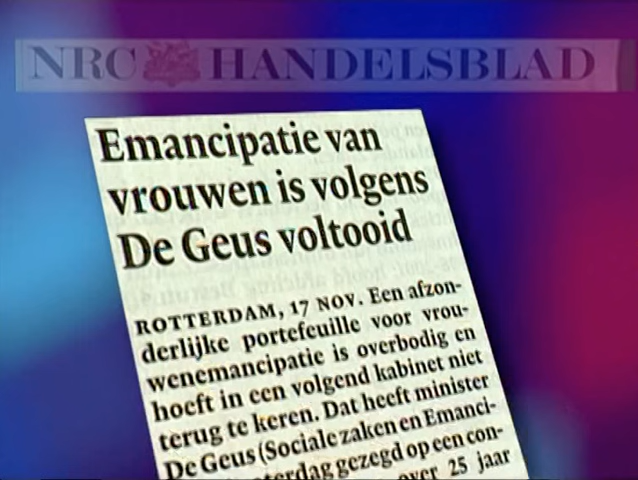 NRC HANDELSBLAD
Emancipatie van
vrouwen is volgens
De Geus voltooid
ROTTERDAM, 17 NOV. Een afzon-
derlijke portefeuille voor vrou-
wenemancipatie is overbodig en
hoeft in een volgend kabinet niet
terug te keren. Dat heeft minister
De Geus (Sociale zaken en Emanci-
gezegd op een con-
over 25 jaar